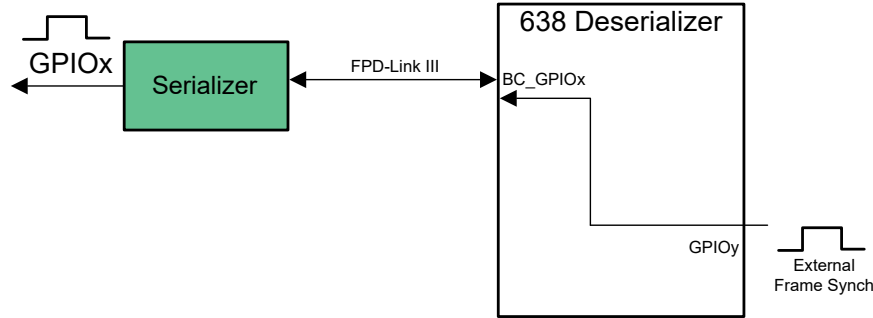 638 Deserializer
GPIOx
Serializer
FPD-Link III
BC_GPIOx
GPIOy
External
Frame Synch